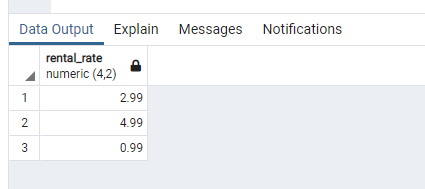 Data Output Explain Messages Notifications
rental_rate
numeric (4,2)
1 2.99
2 4.99
3 0.99